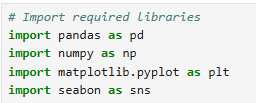 # Import required libraries
import pandas as pd
import numpy as np
import matplotlib.pyplot as plt
import seabon as sns